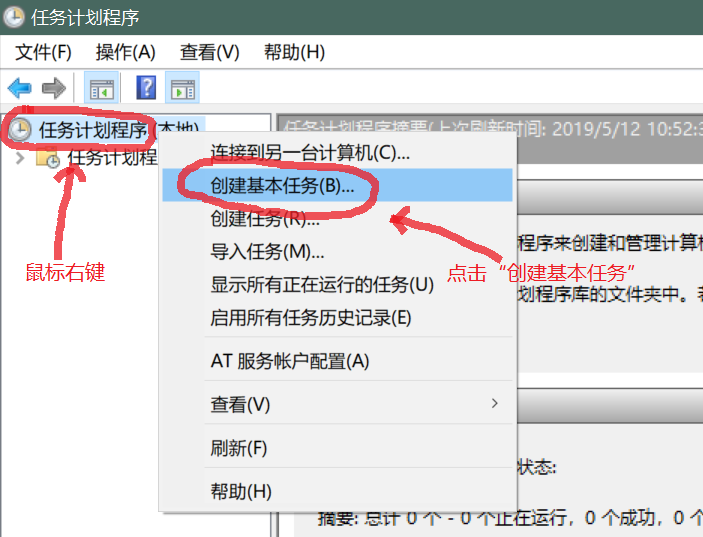 任务计划程序
文件(F) 操作(A) 查看(V) 帮助(H)
任务计划程序(本地)
任务计划程序摘要(上次刷新时间: 2019/5/12 10:52:3
任务计划程
连接到另一台计算机(C)...
创建基本任务(B)...
创建任务(R)...
程序来创建和管理计算机
导入任务(M)...
鼠标右键
点击“创建基本任务”
显示所有正在运行的任务(U)
划程序库的文件夹中。
启用所有任务历史记录(E)
AT 服务帐户配置(A)
查看(V)
刷新(F)
状态:
帮助(H)
摘要: 总计 0 个 - 0 个正在运行，0 个成功，0 个